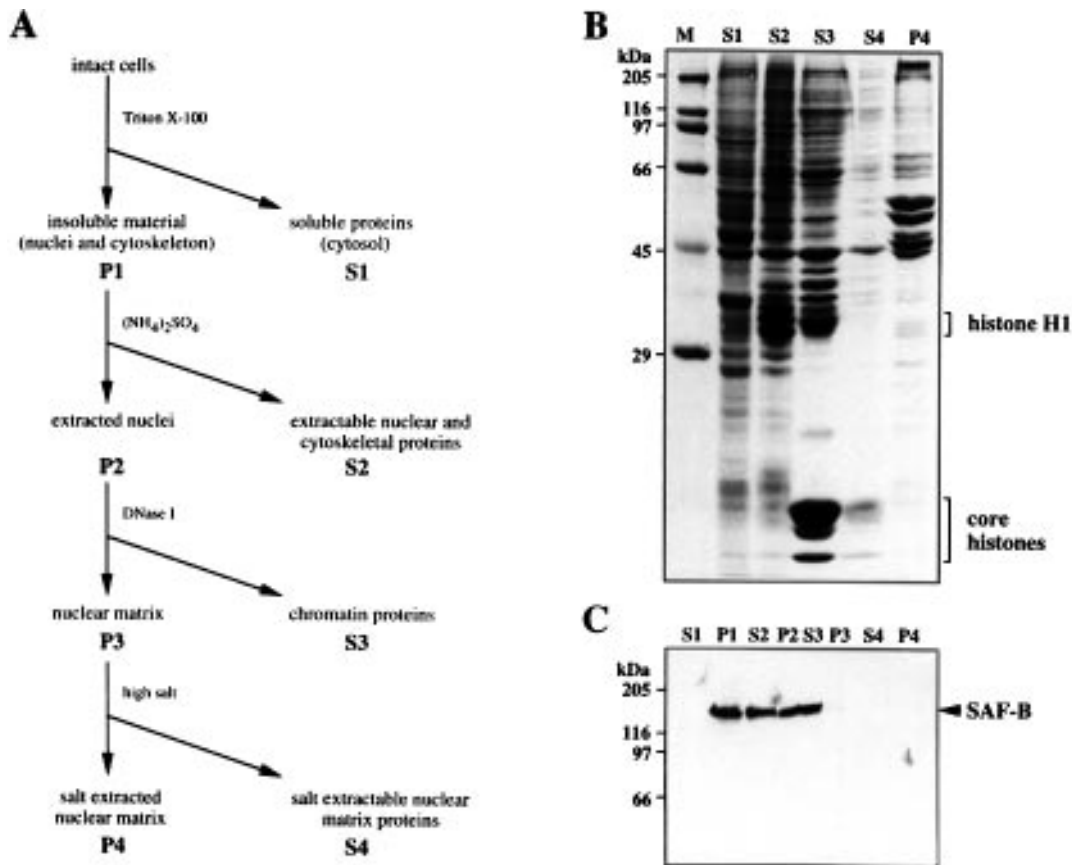 A
intact cells
Triton X-100
insoluble material
(nuclei and cytoskeleton)
P1
soluble proteins
(cytosol)
S1
(NH4)2SO4
extracted nuclei
P2
extractable nuclear and
cytoskeletal proteins
S2
DNase I
nuclear matrix
P3
chromatin proteins
S3
high salt
salt extracted
nuclear matrix
P4
salt extractable nuclear
matrix proteins
S4
B
M S1 S2 S3 S4 P4
kDa
205
116
97
66
45
29
histone H1
core
histones
C
S1 P1 S2 P2 S3 P3 S4 P4
kDa
205
116
97
66
SAF-B